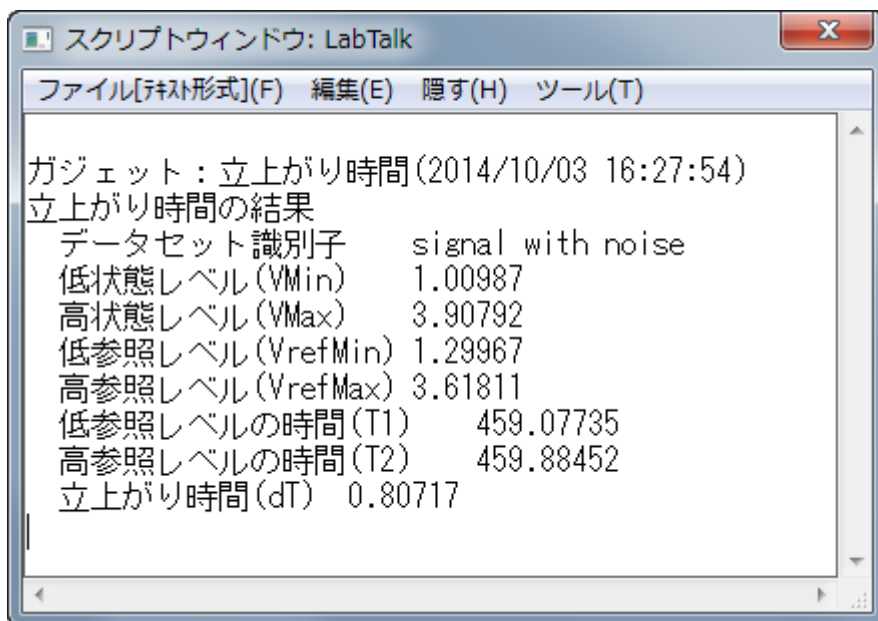 スクリプトウィンドウ: LabTalk
ファイル[ﾃｷｽﾄ形式](F) 編集(E) 隠す(H) ツール(T)
ガジェット：立上がり時間(2014/10/03 16:27:54)
立上がり時間の結果
データセット識別子 signal with noise
低状態レベル(VMin) 1.00987
高状態レベル(VMax) 3.90792
低参照レベル(VrefMin) 1.29967
高参照レベル(VrefMax) 3.61811
低参照レベルの時間(T1) 459.07735
高参照レベルの時間(T2) 459.88452
立上がり時間(dT) 0.80717